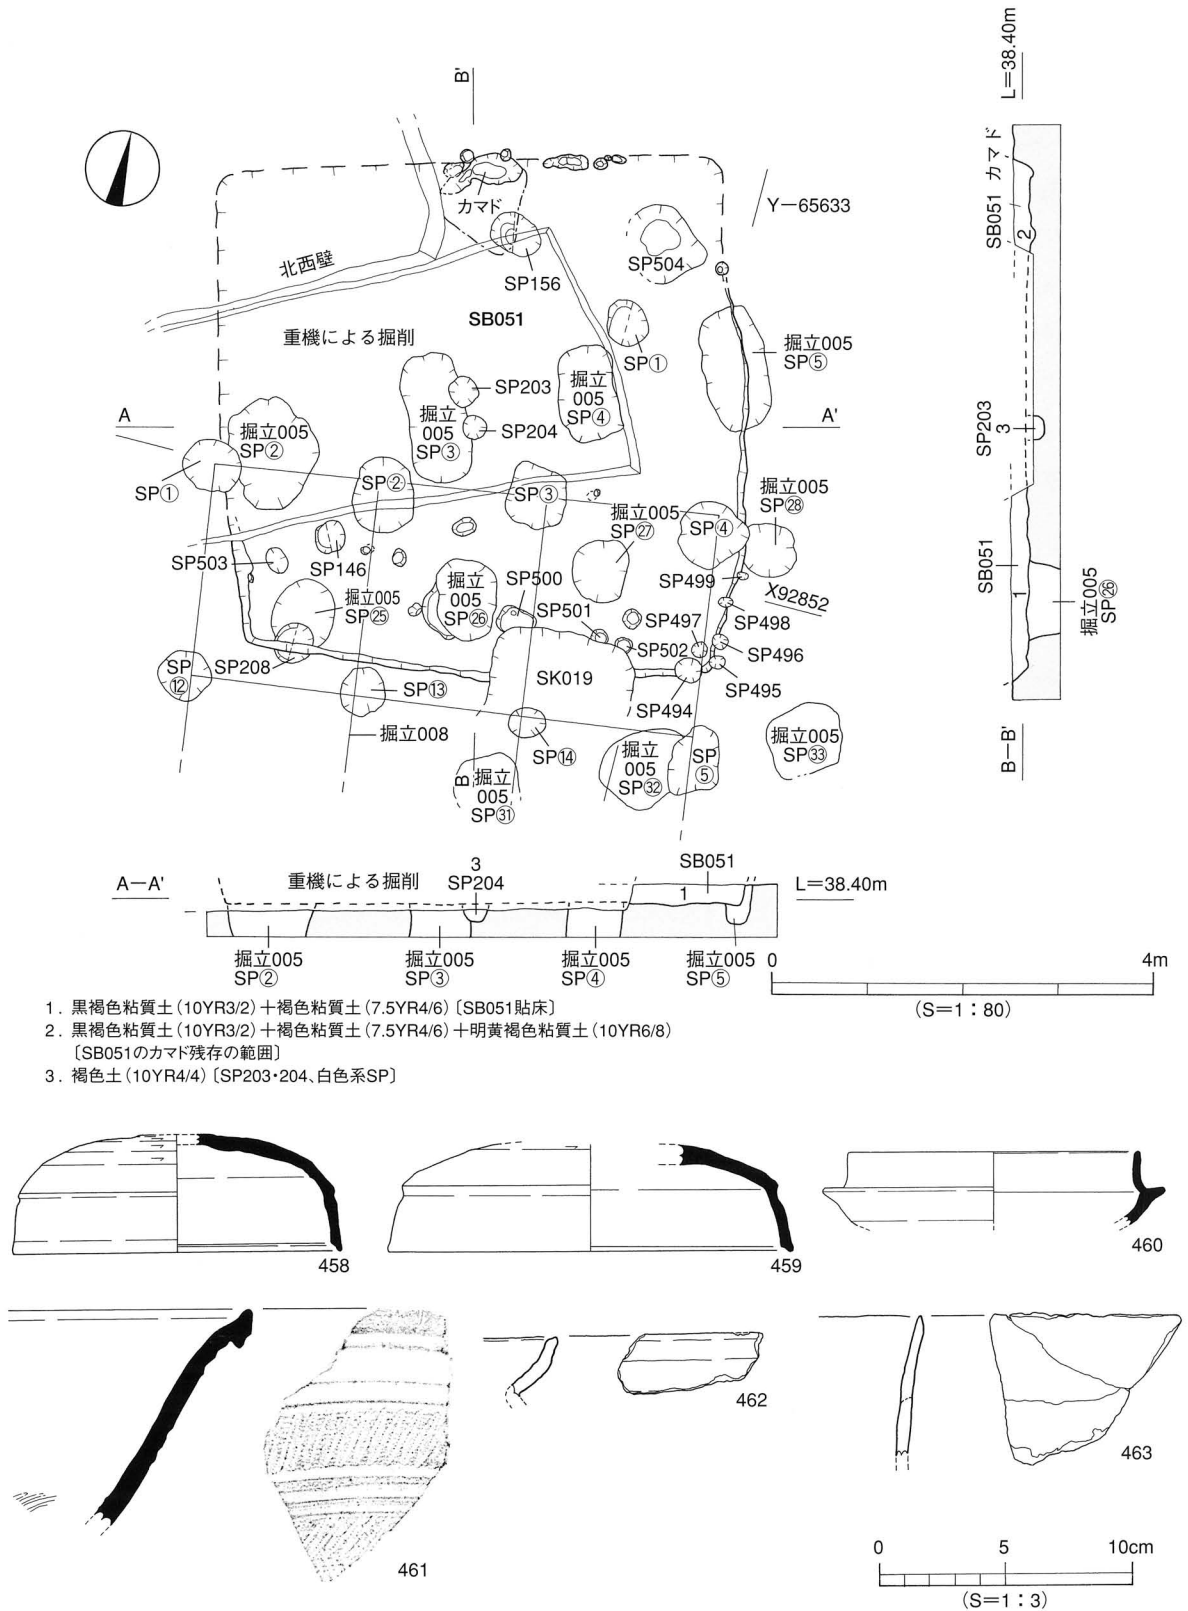 B'
L=38.40m
Y−65633
カマド
SP504
SP156
北西壁
SB051
重機による掘削
SP①
掘立005
SP⑤
SP203
SP204
掘立
005
SP③
掘立
005
SP④
A
A'
掘立005
SP②
SP①
SP②
SP③
掘立005
SP㉗
SP④
掘立005
SP㉘
SP503
SP146
SP500
SP499
X92852
掘立005
SP㉕
掘立
005
SP㉖
SP501
SP497
SP498
SP502
SP496
SP
⑫
SP208
SP⑬
SK019
SP494
SP495
掘立008
SP⑭
掘立
005
SP㉜
SP
⑤
掘立005
SP㉝
B
掘立
005
SP㉛
SB051 カマド
2
SP203
3
SB051
1
掘立005
SP㉖
B−B'
A−A'
重機による掘削
3
SP204
SB051
1
L=38.40m
掘立005
SP②
掘立005
SP③
掘立005
SP④
掘立005
SP⑤
0 4m
(S=1:80)
1. 黒褐色粘質土(10YR3/2)+褐色粘質土(7.5YR4/6)〔SB051貼床〕
2. 黒褐色粘質土(10YR3/2)+褐色粘質土(7.5YR4/6)+明黄褐色粘質土(10YR6/8)
〔SB051のカマド残存の範囲〕
3. 褐色土(10YR4/4)〔SP203・204、白色系SP〕
458
459
460
461
462
463
0 5 10cm
(S=1:3)